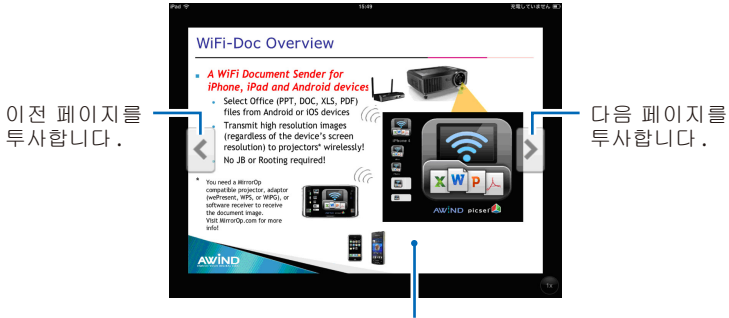 iPad
15:49
充電していません
WiFi-Doc Overview
A WiFi Document Sender for
iPhone, iPad and Android devices
Select Office (PPT, DOC, XLS, PDF)
files from Android or iOS devices
Transmit high resolution images
(regardless of the device's screen
resolution) to projectors* wirelessly!
No JB or Rooting required!
* You need a MirrorOp
compatible projector, adaptor
(wePresent, WPS, or WiPG), or
software receiver to receive
the document image.
Visit MirrorOp.com for more
info!
X W P
AWIND picsel
AWIND
Tx
이전 페이지를
투사합니다.
다음 페이지를
투사합니다.